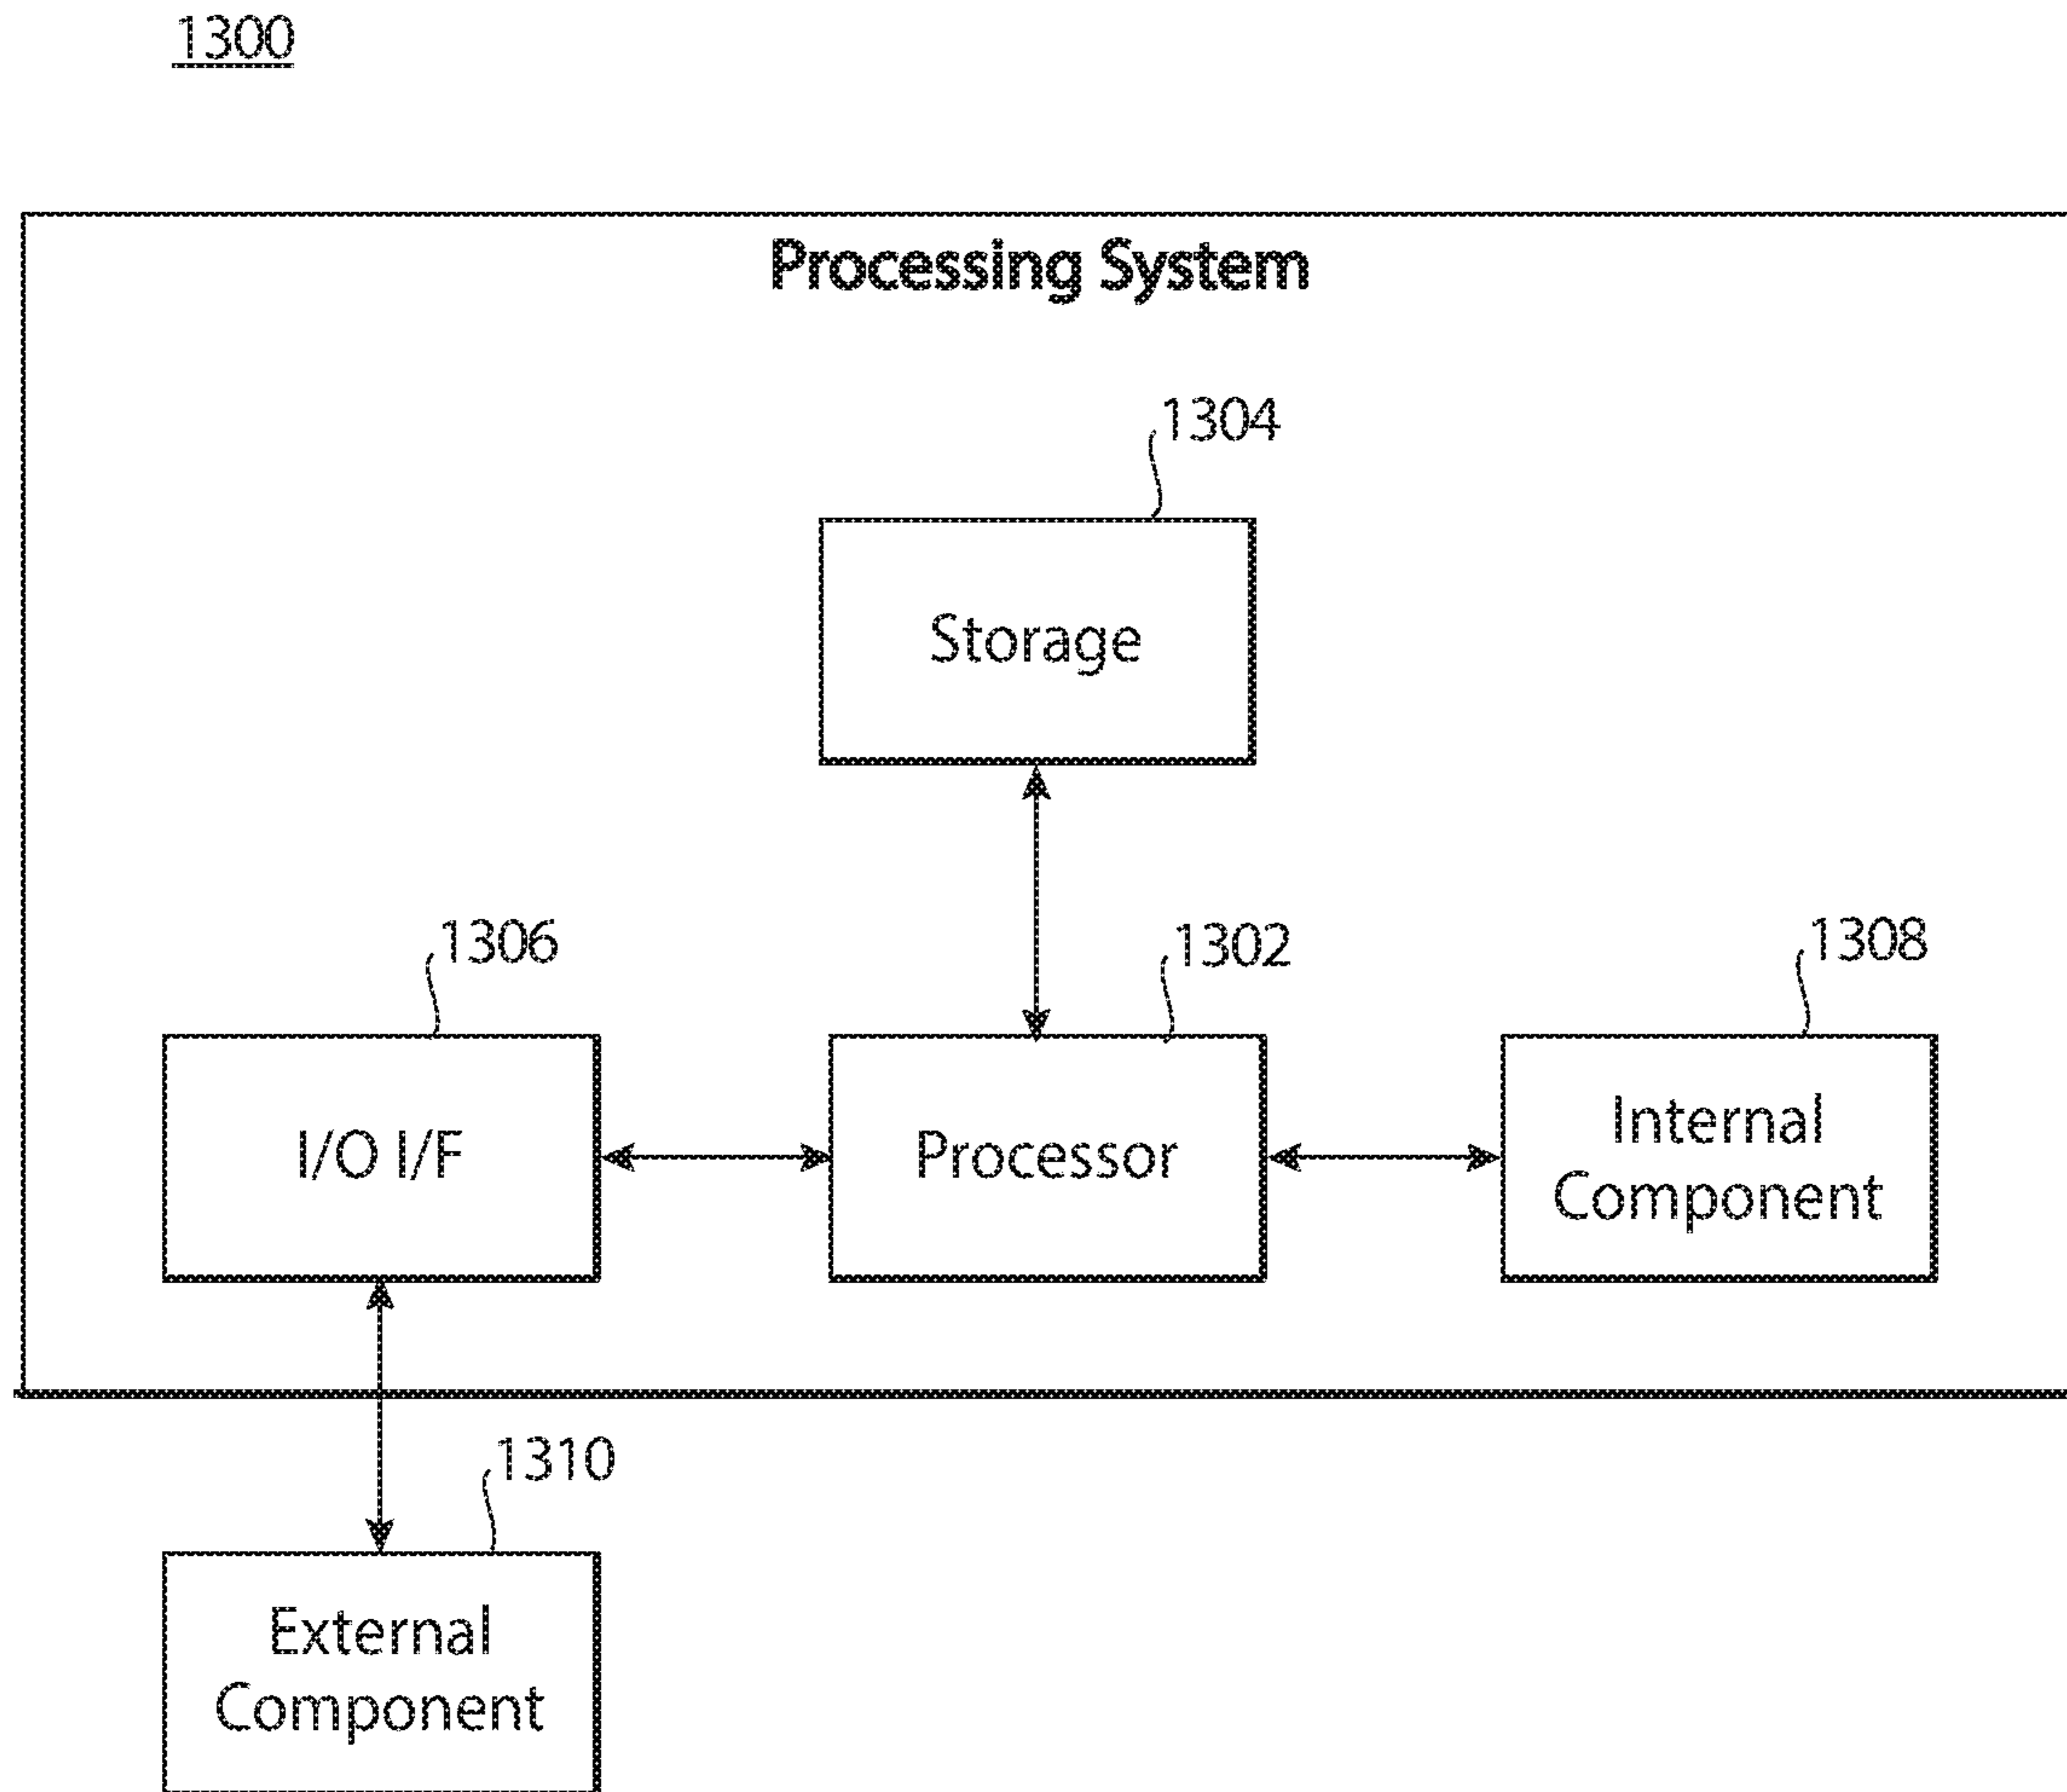 1300
Processing System
1304
Storage
1306
1302
1308
I/O I/F
Processor
Internal
Component
1310
External
Component